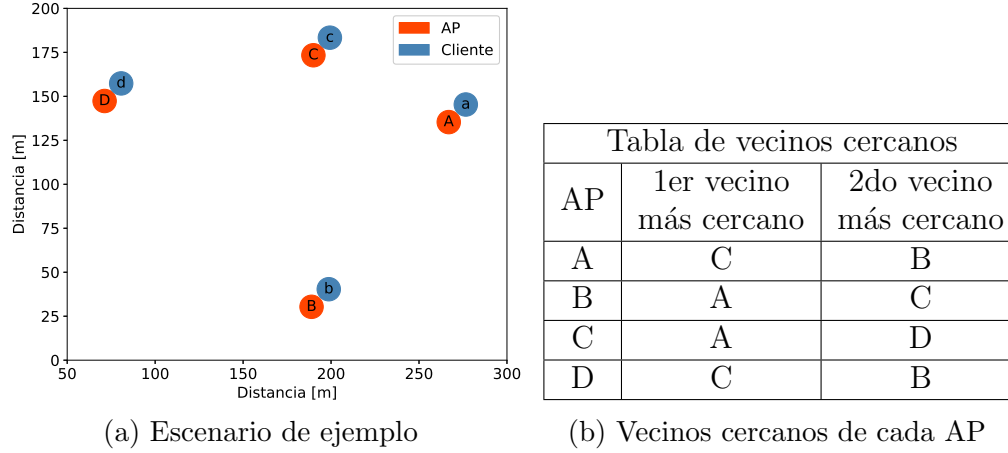 200
175
150
125
100
75
50
25
0
Distancia [m]
AP
Cliente
c
C
d
D
a
A
b
B
50 100 150 200 250 300
Distancia [m]
(a) Escenario de ejemplo
Tabla de vecinos cercanos
AP
1er vecino
más cercano
2do vecino
más cercano
A C B
B A C
C A D
D C B
(b) Vecinos cercanos de cada AP